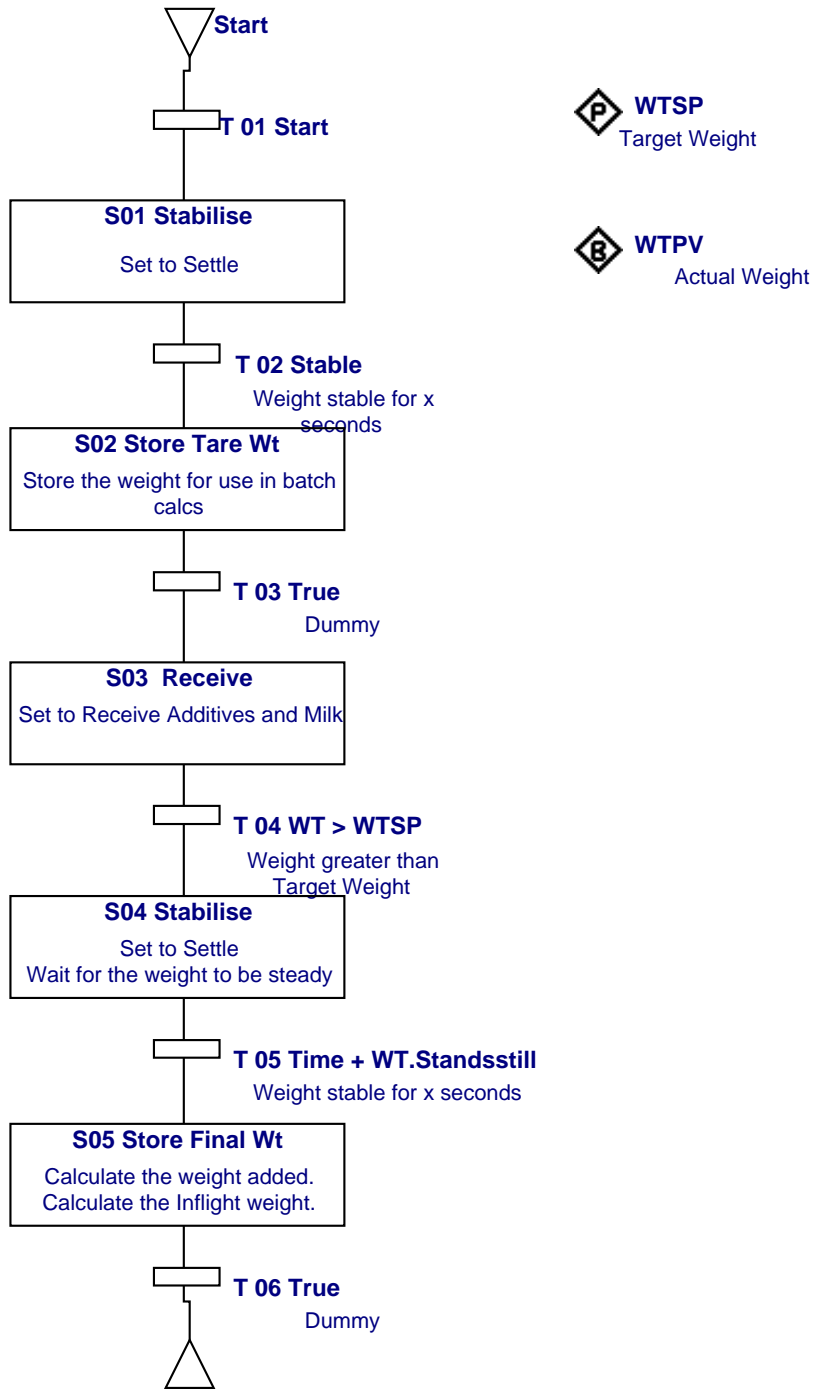 Start
T 01 Start
P WTSP
Target Weight
S01 Stabilise
Set to Settle
B WTPV
Actual Weight
T 02 Stable
Weight stable for x
seconds
S02 Store Tare Wt
Store the weight for use in batch
calcs
T 03 True
Dummy
S03  Receive
Set to Receive Additives and Milk
T 04 WT > WTSP
Weight greater than
Target Weight
S04 Stabilise
Set to Settle
Wait for the weight to be steady
T 05 Time + WT.Standsstill
Weight stable for x seconds
S05 Store Final Wt
Calculate the weight added.
Calculate the Inflight weight.
T 06 True
Dummy